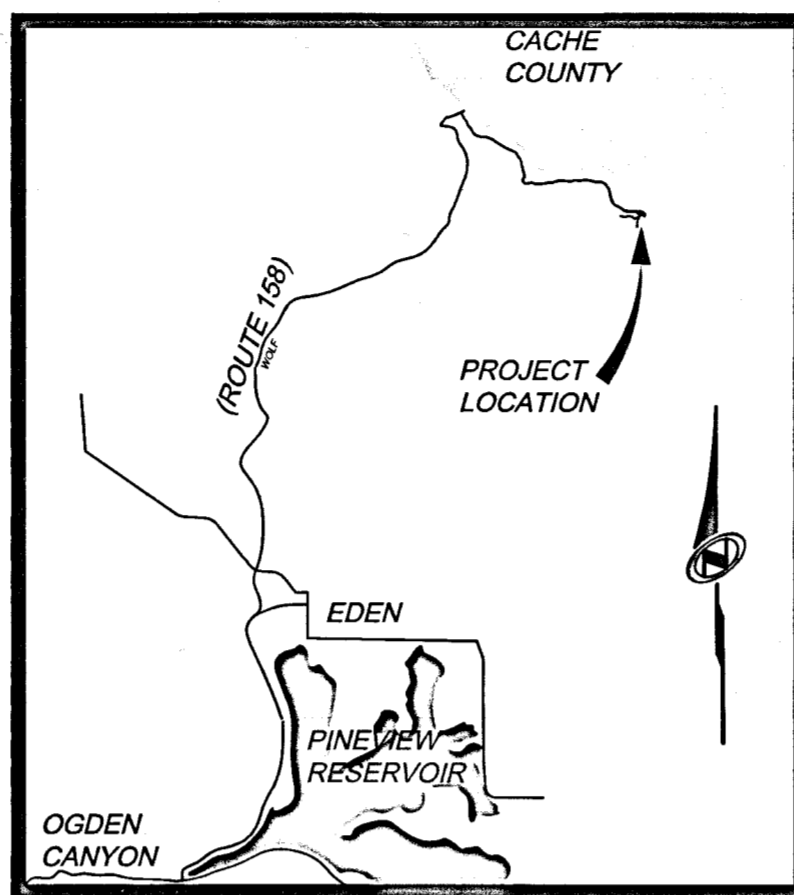 CACHE
COUNTY
(ROUTE 158)
WOLF
PROJECT
LOCATION
N
EDEN
PINEVIEW
RESERVOIR
OGDEN
CANYON